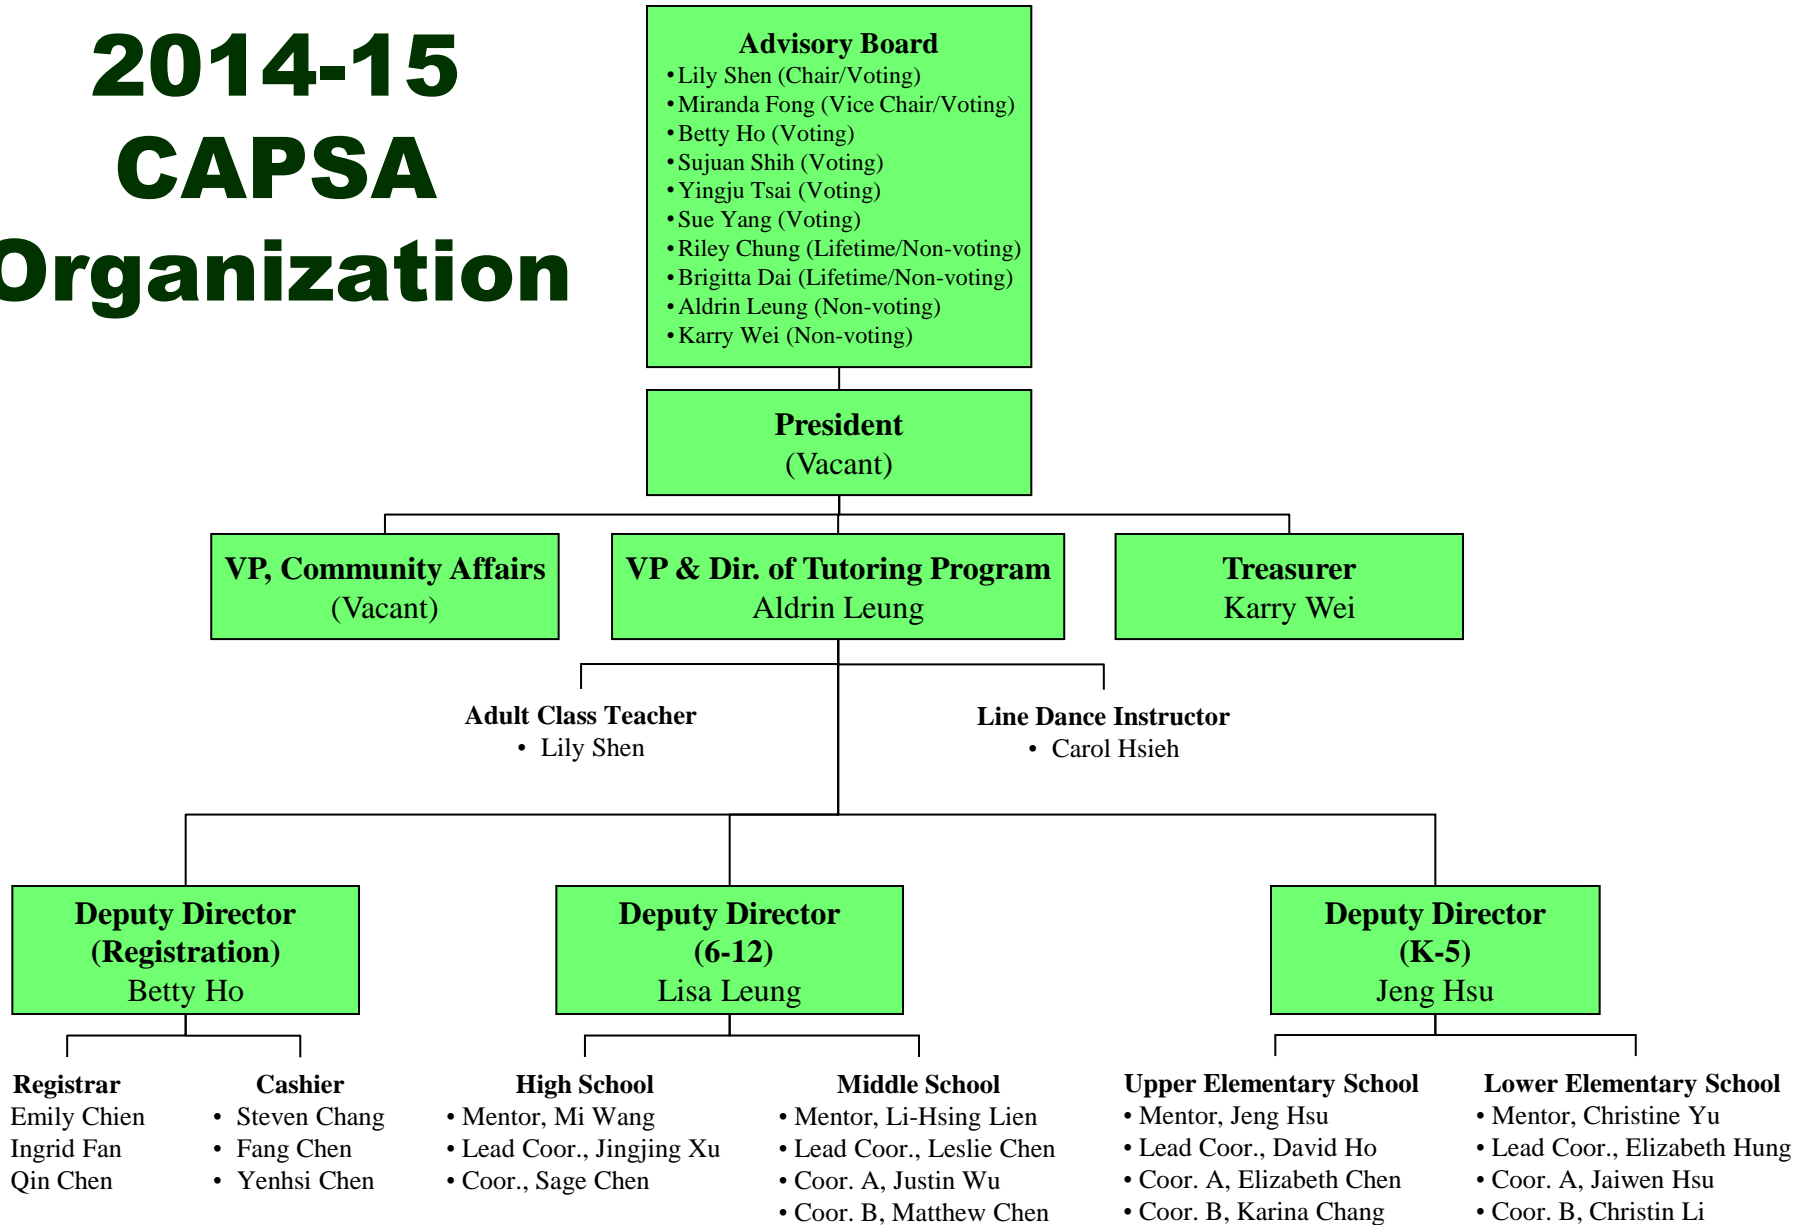 2014-15
CAPSA
Organization
Advisory Board
• Lily Shen (Chair/Voting)
• Miranda Fong (Vice Chair/Voting)
• Betty Ho (Voting)
• Sujuan Shih (Voting)
• Yingju Tsai (Voting)
• Sue Yang (Voting)
• Riley Chung (Lifetime/Non-voting)
• Brigitta Dai (Lifetime/Non-voting)
• Aldrin Leung (Non-voting)
• Karry Wei (Non-voting)
President
(Vacant)
VP, Community Affairs
(Vacant)
VP & Dir. of Tutoring Program
Aldrin Leung
Treasurer
Karry Wei
Adult Class Teacher
• Lily Shen
Line Dance Instructor
• Carol Hsieh
Deputy Director
(Registration)
Betty Ho
Deputy Director
(6-12)
Lisa Leung
Deputy Director
(K-5)
Jeng Hsu
Registrar
Emily Chien
Ingrid Fan
Qin Chen
Cashier
• Steven Chang
• Fang Chen
• Yenhsi Chen
High School
• Mentor, Mi Wang
• Lead Coor., Jingjing Xu
• Coor., Sage Chen
Middle School
• Mentor, Li-Hsing Lien
• Lead Coor., Leslie Chen
• Coor. A, Justin Wu
• Coor. B, Matthew Chen
Upper Elementary School
• Mentor, Jeng Hsu
• Lead Coor., David Ho
• Coor. A, Elizabeth Chen
• Coor. B, Karina Chang
Lower Elementary School
• Mentor, Christine Yu
• Lead Coor., Elizabeth Hung
• Coor. A, Jaiwen Hsu
• Coor. B, Christin Li